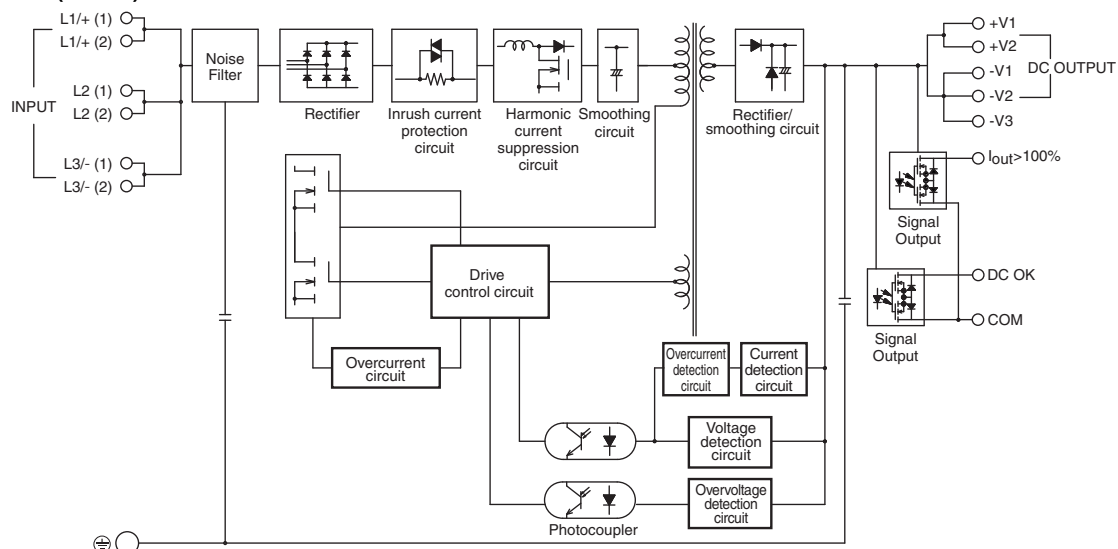 L1/+ (1)
L1/+ (2)
INPUT
L2 (1)
L2 (2)
L3/- (1)
L3/- (2)
Noise
Filter
Rectifier
Inrush current
protection
circuit
Harmonic
current
suppression
circuit
Smoothing
circuit
Rectifier/
smoothing circuit
+V1
+V2
DC OUTPUT
-V1
-V2
-V3
Iout>100%
Signal
Output
DC OK
COM
Signal
Output
Drive
control circuit
Overcurrent
circuit
Overcurrent
detection
circuit
Current
detection
circuit
Voltage
detection
circuit
Overvoltage
detection
circuit
Photocoupler